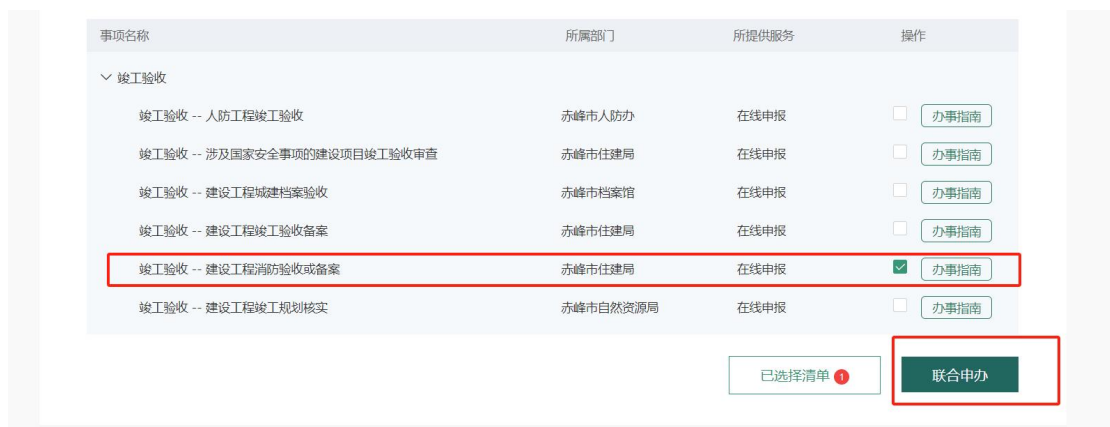 事项名称 所属部门 所提供服务 操作
竣工验收
竣工验收 -- 人防工程竣工验收 赤峰市人防办 在线申报 办事指南
竣工验收 -- 涉及国家安全事项的建设项目竣工验收审查 赤峰市住建局 在线申报 办事指南
竣工验收 -- 建设工程城建档案验收 赤峰市档案馆 在线申报 办事指南
竣工验收 -- 建设工程竣工验收备案 赤峰市住建局 在线申报 办事指南
竣工验收 -- 建设工程消防验收或备案 赤峰市住建局 在线申报 办事指南
竣工验收 -- 建设工程竣工规划核实 赤峰市自然资源局 在线申报 办事指南
已选择清单 1 联合申办